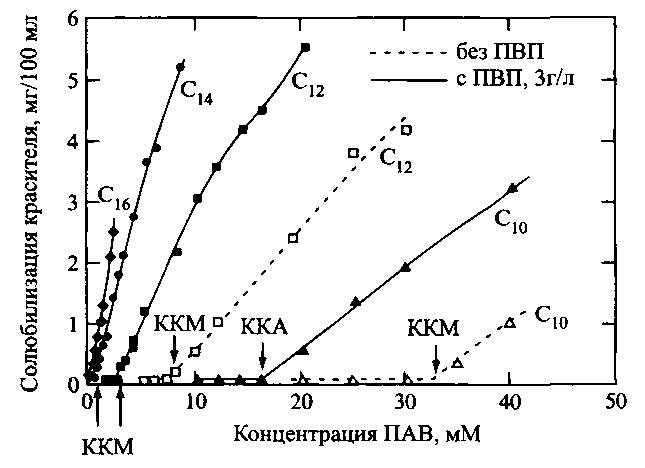 Солюбилизация красителя, мг/100 мл
6
5
4
3
2
1
0
0
10
20
30
40
50
без ПВП
с ПВП, 3г/л
C14
C12
C12
C16
C10
ККМ
ККА
ККМ
C10
ККМ
Концентрация ПАВ, мМ